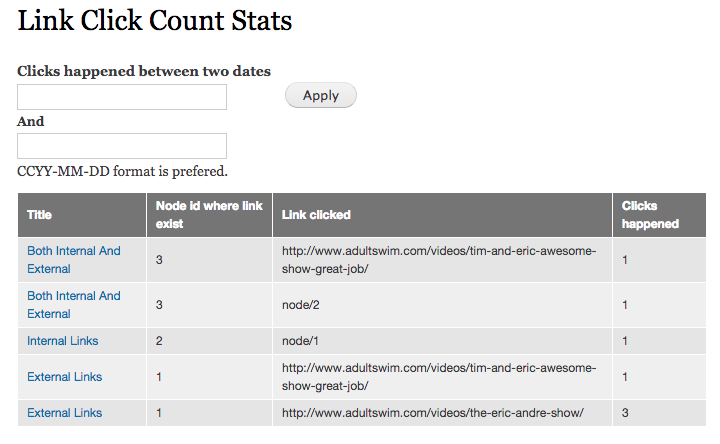 Link Click Count Stats
Clicks happened between two dates
Apply
And
CCYY-MM-DD format is prefered.
Title
Node id where link
exist
Link clicked
Clicks
happened
Both Internal And
External
3
http://www.adultswim.com/videos/tim-and-eric-awesome-
show-great-job/
1
Both Internal And
External
3
node/2
1
Internal Links
2
node/1
1
External Links
1
http://www.adultswim.com/videos/tim-and-eric-awesome-
show-great-job/
1
External Links
1
http://www.adultswim.com/videos/the-eric-andre-show/
3